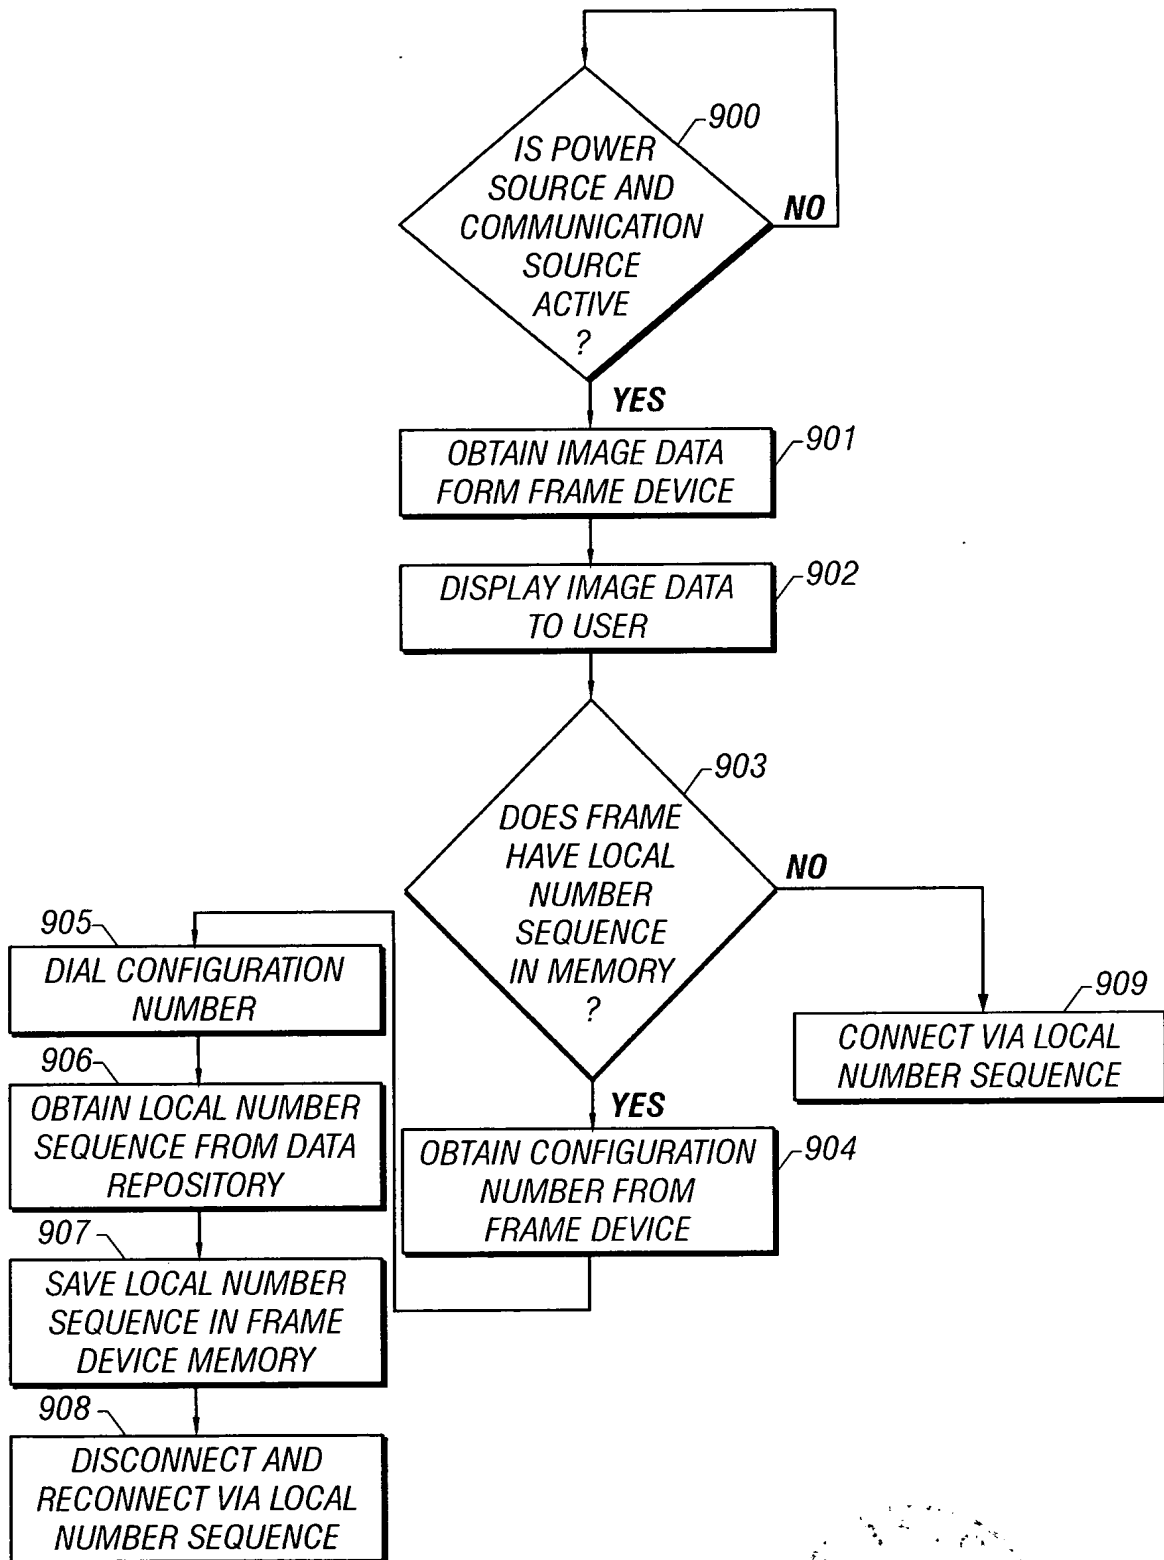 900
IS POWER
SOURCE AND
COMMUNICATION
SOURCE
ACTIVE
?
NO
YES
901
OBTAIN IMAGE DATA
FORM FRAME DEVICE
902
DISPLAY IMAGE DATA
TO USER
903
DOES FRAME
HAVE LOCAL
NUMBER
SEQUENCE
IN MEMORY
?
NO
YES
904
OBTAIN CONFIGURATION
NUMBER FROM
FRAME DEVICE
905
DIAL CONFIGURATION
NUMBER
906
OBTAIN LOCAL NUMBER
SEQUENCE FROM DATA
REPOSITORY
907
SAVE LOCAL NUMBER
SEQUENCE IN FRAME
DEVICE MEMORY
908
DISCONNECT AND
RECONNECT VIA LOCAL
NUMBER SEQUENCE
909
CONNECT VIA LOCAL
NUMBER SEQUENCE